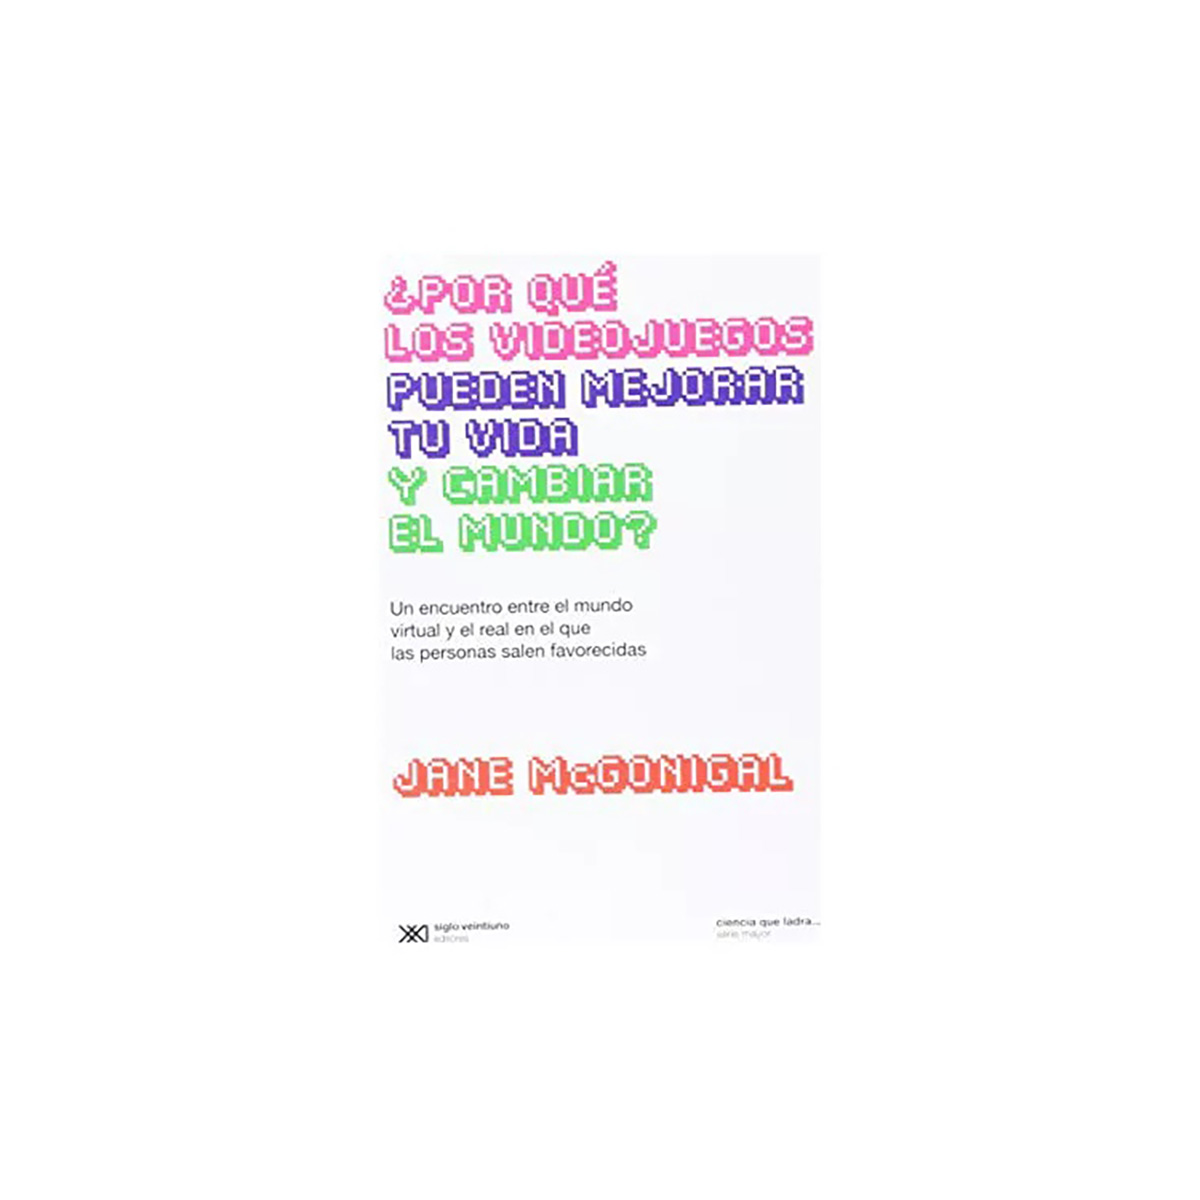 ¿POR QUÉ
LOS VIDEOJUEGOS
PUEDEN MEJORAR
TU VIDA
Y CAMBIAR
EL MUNDO?
Un encuentro entre el mundo
virtual y el real en el que
las personas salen favorecidas
JANE McGONIGAL
siglo veintiuno
editores
ciencia que ladra...
serie mayor